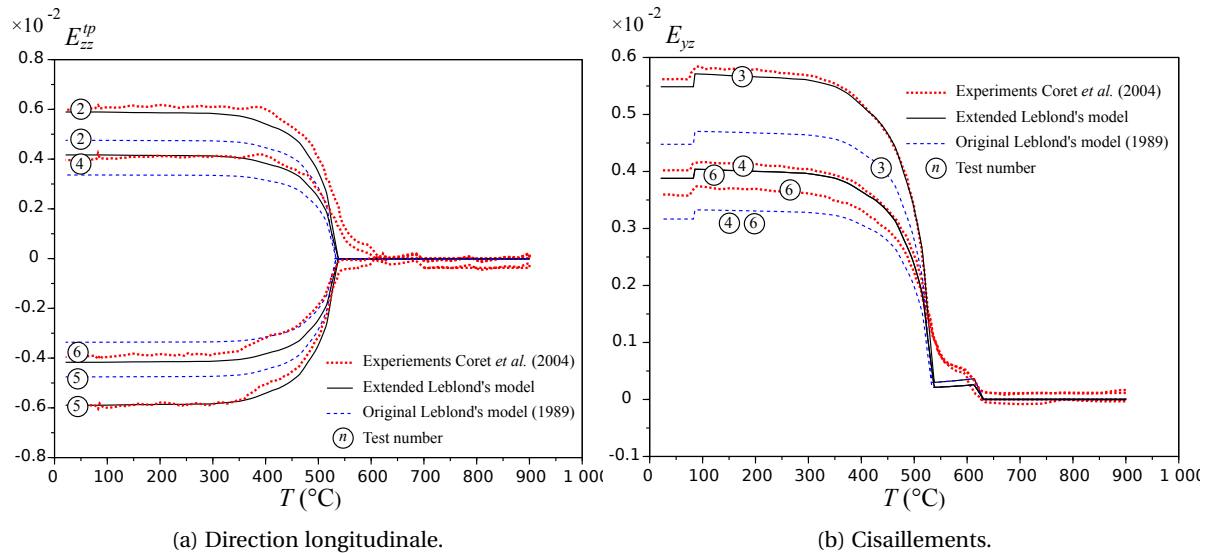 ×10⁻²
E_zz^tp
0.8
0.6
0.4
0.2
0
-0.2
-0.4
-0.6
-0.8
2
2
4
6
5
5
Experiements Coret et al. (2004)
Extended Leblond's model
Original Leblond's model (1989)
n Test number
0 100 200 300 400 500 600 700 800 900 1 000
T (°C)
(a) Direction longitudinale.
×10⁻²
E_yz
0.6
0.5
0.4
0.3
0.2
0.1
0
-0.1
3
3
4
6
6
4 6
Experiments Coret et al. (2004)
Extended Leblond's model
Original Leblond's model (1989)
n Test number
0 100 200 300 400 500 600 700 800 900 1 000
T (°C)
(b) Cisaillements.